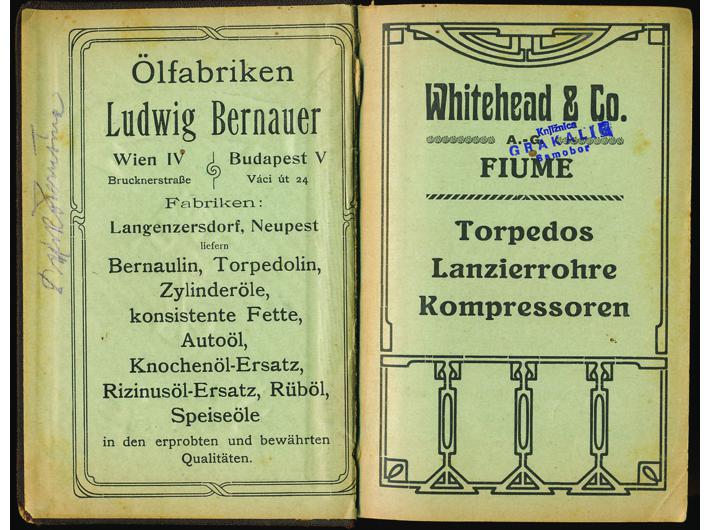 Ölfabriken
Ludwig Bernauer
Wien IV
Brucknerstraße
Budapest V
Váci út 24
Fabriken:
Langenzersdorf, Neupest
liefern
Bernaulin, Torpedolin,
Zylinderöle,
konsistente Fette,
Autoöl,
Knochenöl-Ersatz,
Rizinusöl-Ersatz, Rüböl,
Speiseöle
in den erprobten und bewährten
Qualitäten.
Whitehead & Co.
A.-G.
Knjižnica
GRAKALIĆ
Samobor
FIUME
Torpedos
Lanzierrohre
Kompressoren